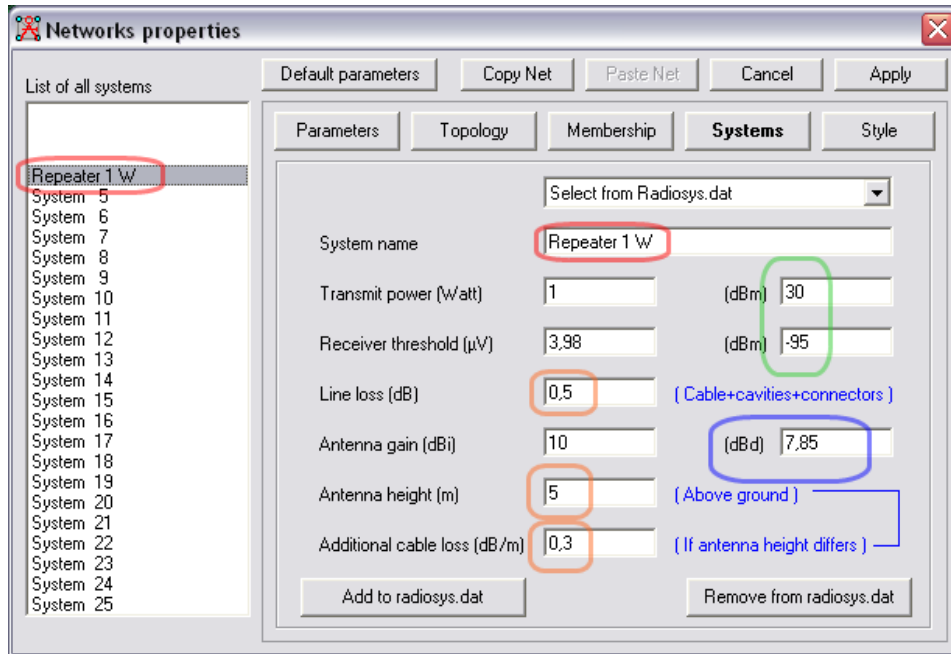 Networks properties
List of all systems
Default parameters
Copy Net
Paste Net
Cancel
Apply
Parameters
Topology
Membership
Systems
Style
Repeater 1 W
System 5
System 6
System 7
System 8
System 9
System 10
System 11
System 12
System 13
System 14
System 15
System 16
System 17
System 18
System 19
System 20
System 21
System 22
System 23
System 24
System 25
Select from Radiosys.dat
System name Repeater 1 W
Transmit power (Watt) 1 (dBm) 30
Receiver threshold (µV) 3,98 (dBm) -95
Line loss (dB) 0,5 ( Cable+cavities+connectors )
Antenna gain (dBi) 10 (dBd) 7,85
Antenna height (m) 5 ( Above ground )
Additional cable loss (dB/m) 0,3 ( If antenna height differs )
Add to radiosys.dat
Remove from radiosys.dat